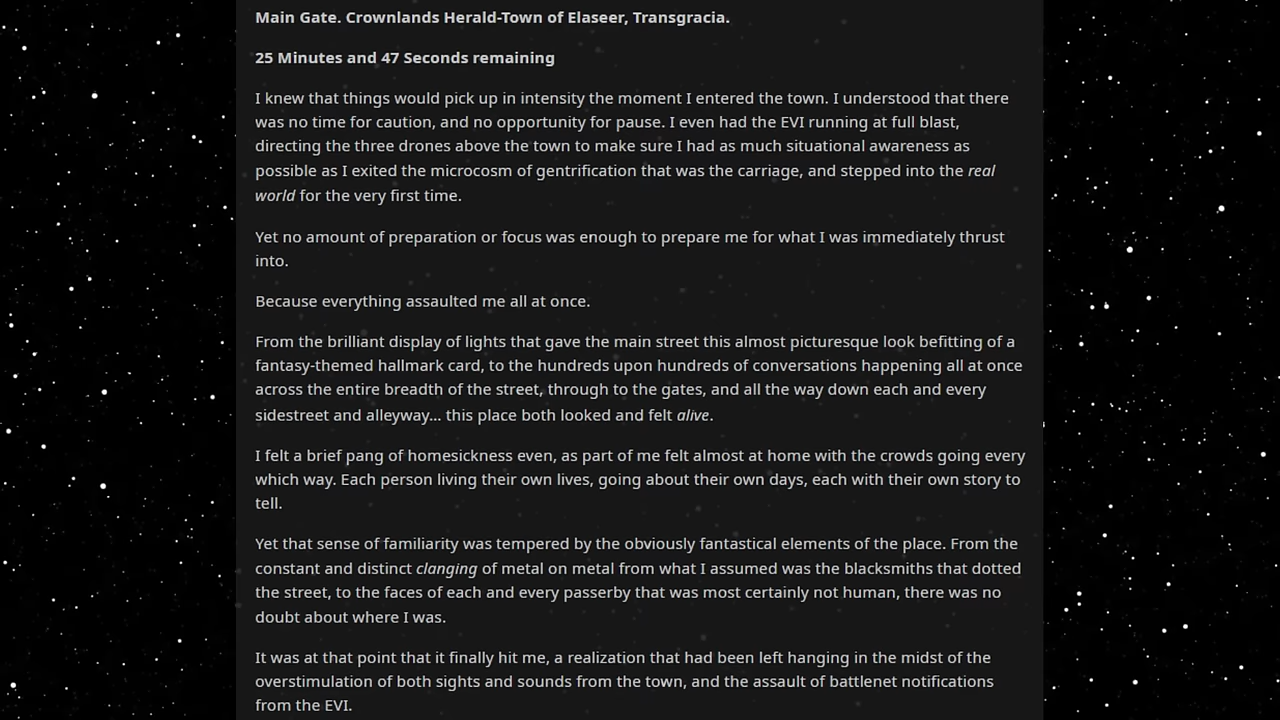 Main Gate. Crownlands Herald-Town of Elaseer, Transgracia.
25 Minutes and 47 Seconds remaining
I knew that things would pick up in intensity the moment I entered the town. I understood that there
was no time for caution, and no opportunity for pause. I even had the EVI running at full blast,
directing the three drones above the town to make sure I had as much situational awareness as
possible as I exited the microcosm of gentrification that was the carriage, and stepped into the real
world for the very first time.
Yet no amount of preparation or focus was enough to prepare me for what I was immediately thrust
into.
Because everything assaulted me all at once.
From the brilliant display of lights that gave the main street this almost picturesque look befitting of a
fantasy-themed hallmark card, to the hundreds upon hundreds of conversations happening all at once
across the entire breadth of the street, through to the gates, and all the way down each and every
sidestreet and alleyway... this place both looked and felt alive.
I felt a brief pang of homesickness even, as part of me felt almost at home with the crowds going every
which way. Each person living their own lives, going about their own days, each with their own story to
tell.
Yet that sense of familiarity was tempered by the obviously fantastical elements of the place. From the
constant and distinct clanging of metal on metal from what I assumed was the blacksmiths that dotted
the street, to the faces of each and every passerby that was most certainly not human, there was no
doubt about where I was.
It was at that point that it finally hit me, a realization that had been left hanging in the midst of the
overstimulation of both sights and sounds from the town, and the assault of battlenet notifications
from the EVI.